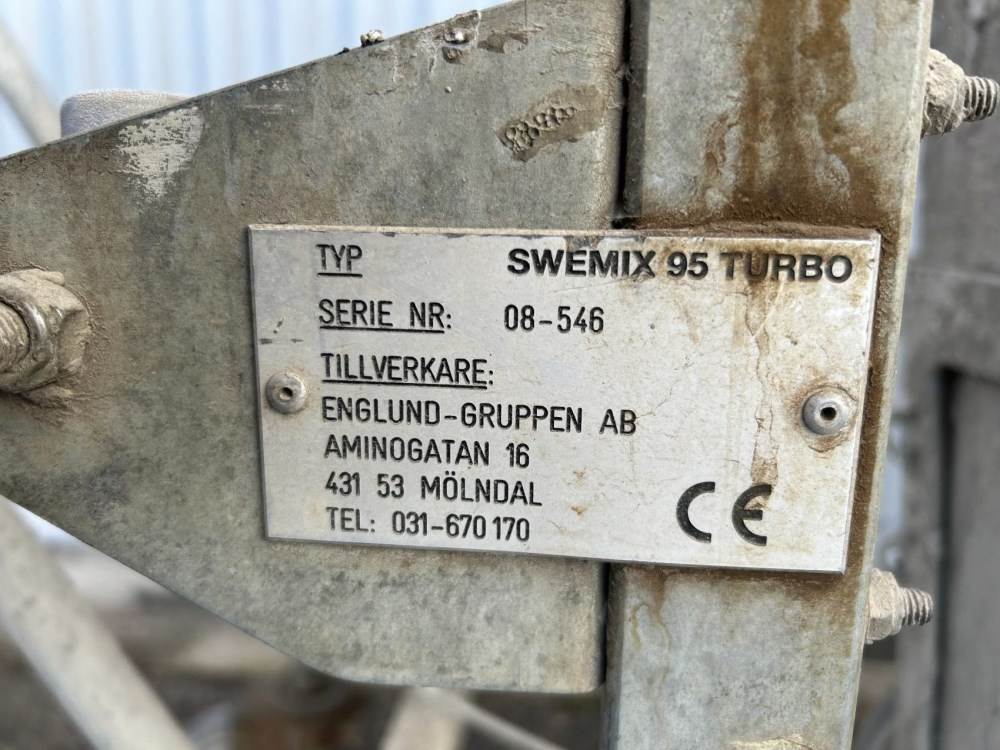 TYP SWEMIX 95 TURBO
SERIE NR: 08-546
TILLVERKARE:
ENGLUND-GRUPPEN AB
AMINOGATAN 16
431 53 MÖLNDAL
TEL: 031-670 170
CE